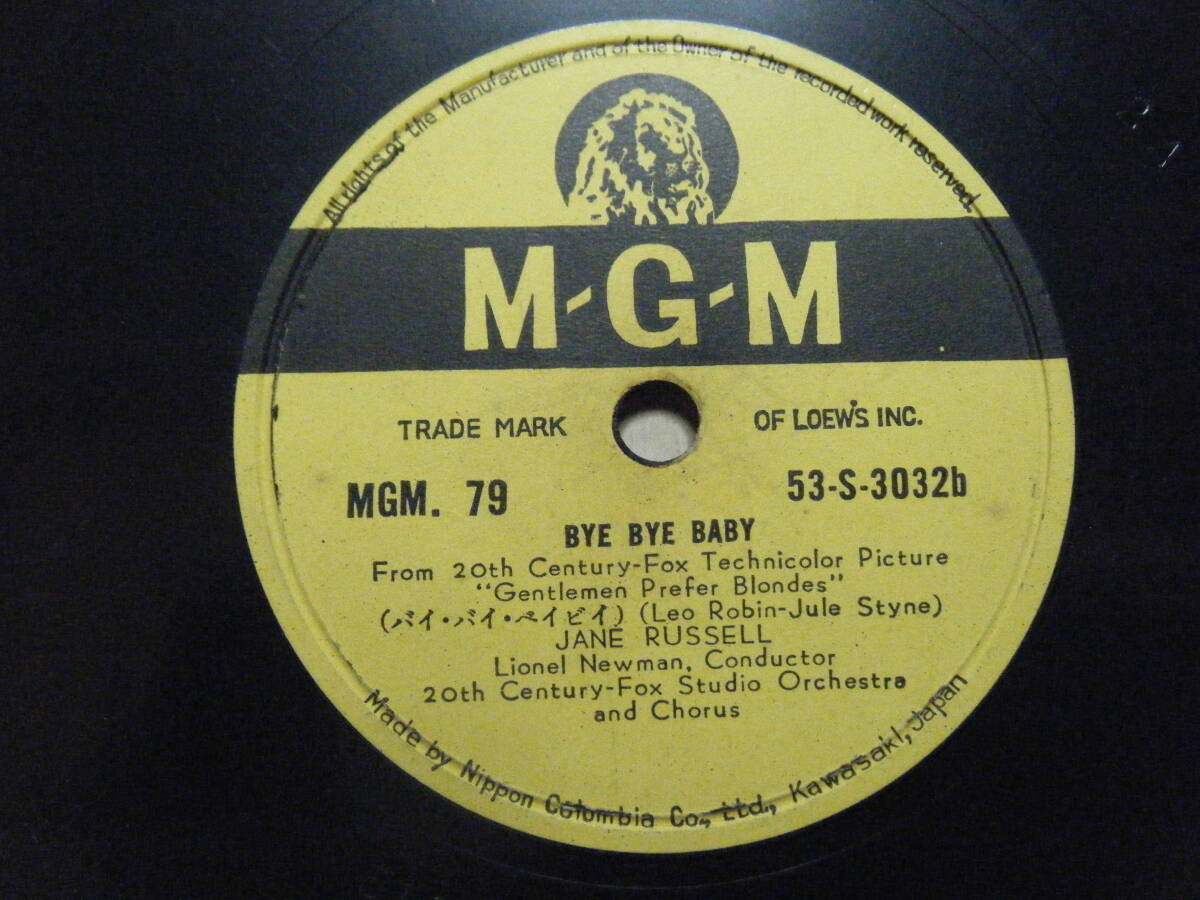 All rights of the Manufacturer and of the Owner of the recorded work reserved.
M-G-M
TRADE MARK OF LOEW'S INC.
MGM. 79 53-S-3032b
BYE BYE BABY
From 20th Century-Fox Technicolor Picture
"Gentlemen Prefer Blondes"
(バイ・バイ・ベイビイ) (Leo Robin-Jule Styne)
JANE RUSSELL
Lionel Newman, Conductor
20th Century-Fox Studio Orchestra
and Chorus
Made by Nippon Columbia Co., Ltd., Kawasaki, Japan